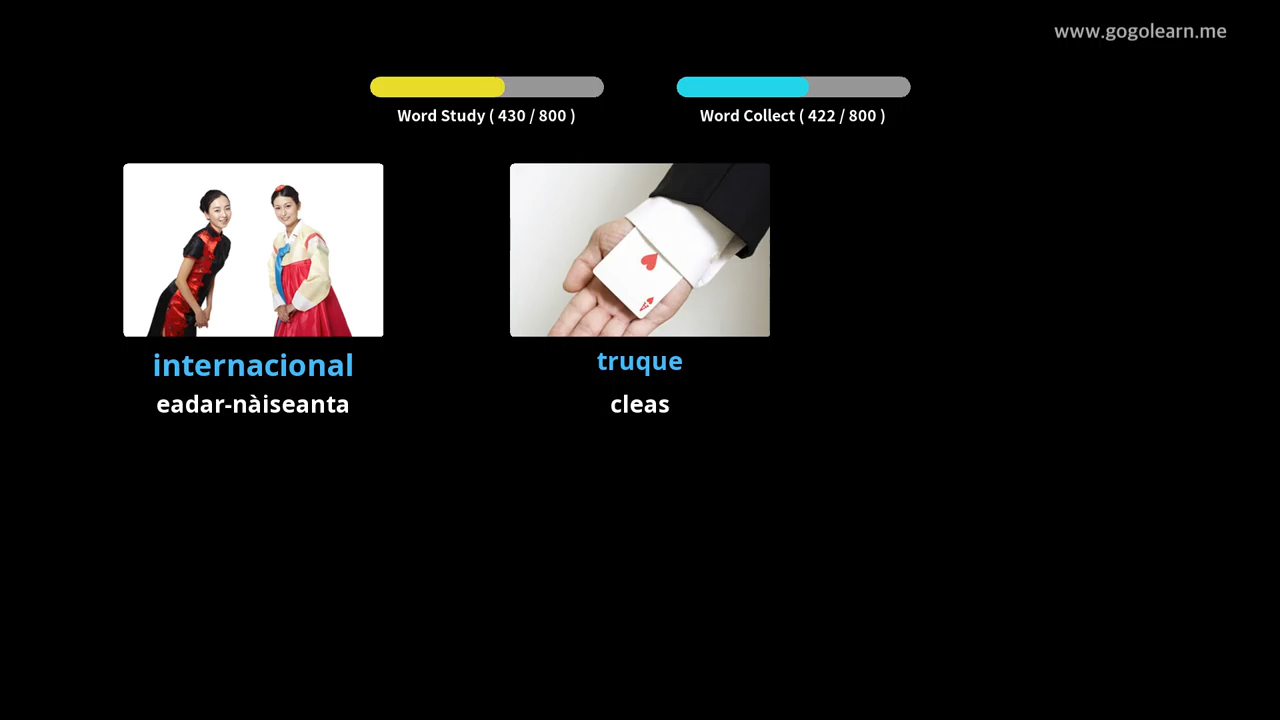 www.gogolearn.me
Word Study ( 430 / 800 )
Word Collect ( 422 / 800 )
internacional
eadar-nàiseanta
truque
cleas